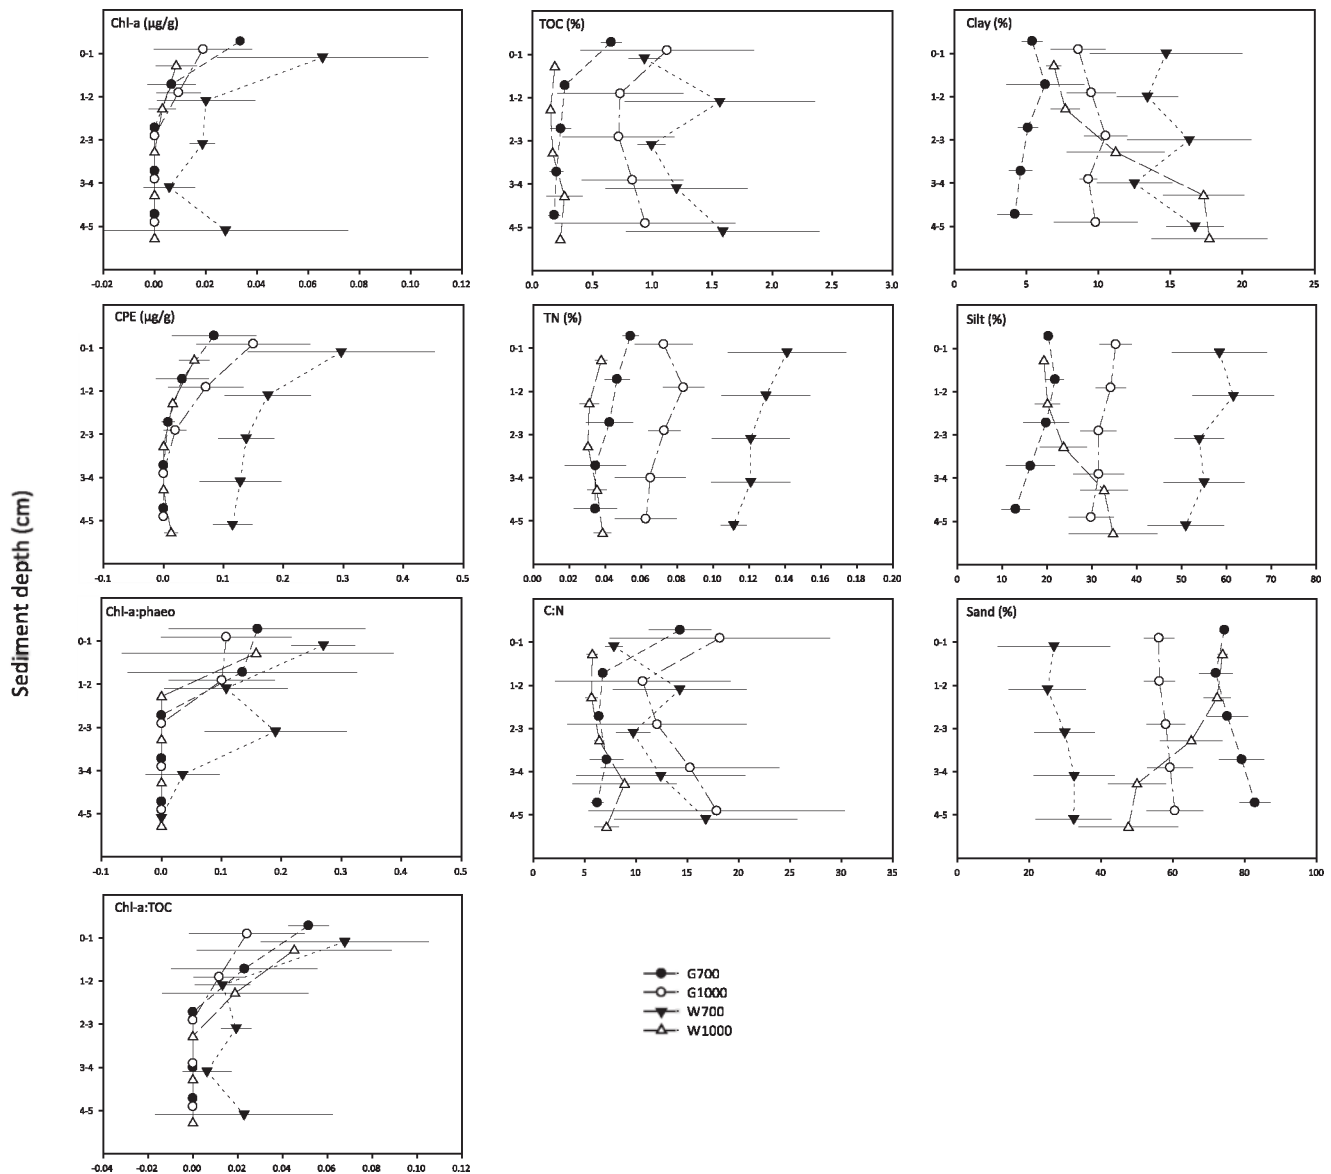 Sediment depth (cm)
Chl-a (µg/g)
0-1
1-2
2-3
3-4
4-5
0.00 0.02 0.04 0.06 0.08 0.10 0.12
TOC (%)
0-1
1-2
2-3
3-4
4-5
0.0 0.5 1.0 1.5 2.0 2.5 3.0
Clay (%)
0-1
1-2
2-3
3-4
4-5
0 5 10 15 20 25
CPE (µg/g)
0-1
1-2
2-3
3-4
4-5
-0.1 0.0 0.1 0.2 0.3 0.4 0.5
TN (%)
0-1
1-2
2-3
3-4
4-5
0.00 0.02 0.04 0.06 0.08 0.10 0.12 0.14 0.16 0.18 0.20
Silt (%)
0-1
1-2
2-3
3-4
4-5
0 10 20 30 40 50 60 70 80
Chl-a:phaeo
0-1
1-2
2-3
3-4
4-5
-0.1 0.0 0.1 0.2 0.3 0.4 0.5
C:N
0-1
1-2
2-3
3-4
4-5
0 5 10 15 20 25 30 35
Sand (%)
0-1
1-2
2-3
3-4
4-5
0 20 40 60 80 100
Chl-a:TOC
0-1
1-2
2-3
3-4
4-5
-0.04 -0.02 0.00 0.02 0.04 0.06 0.08 0.10 0.12
G700
G1000
W700
W1000